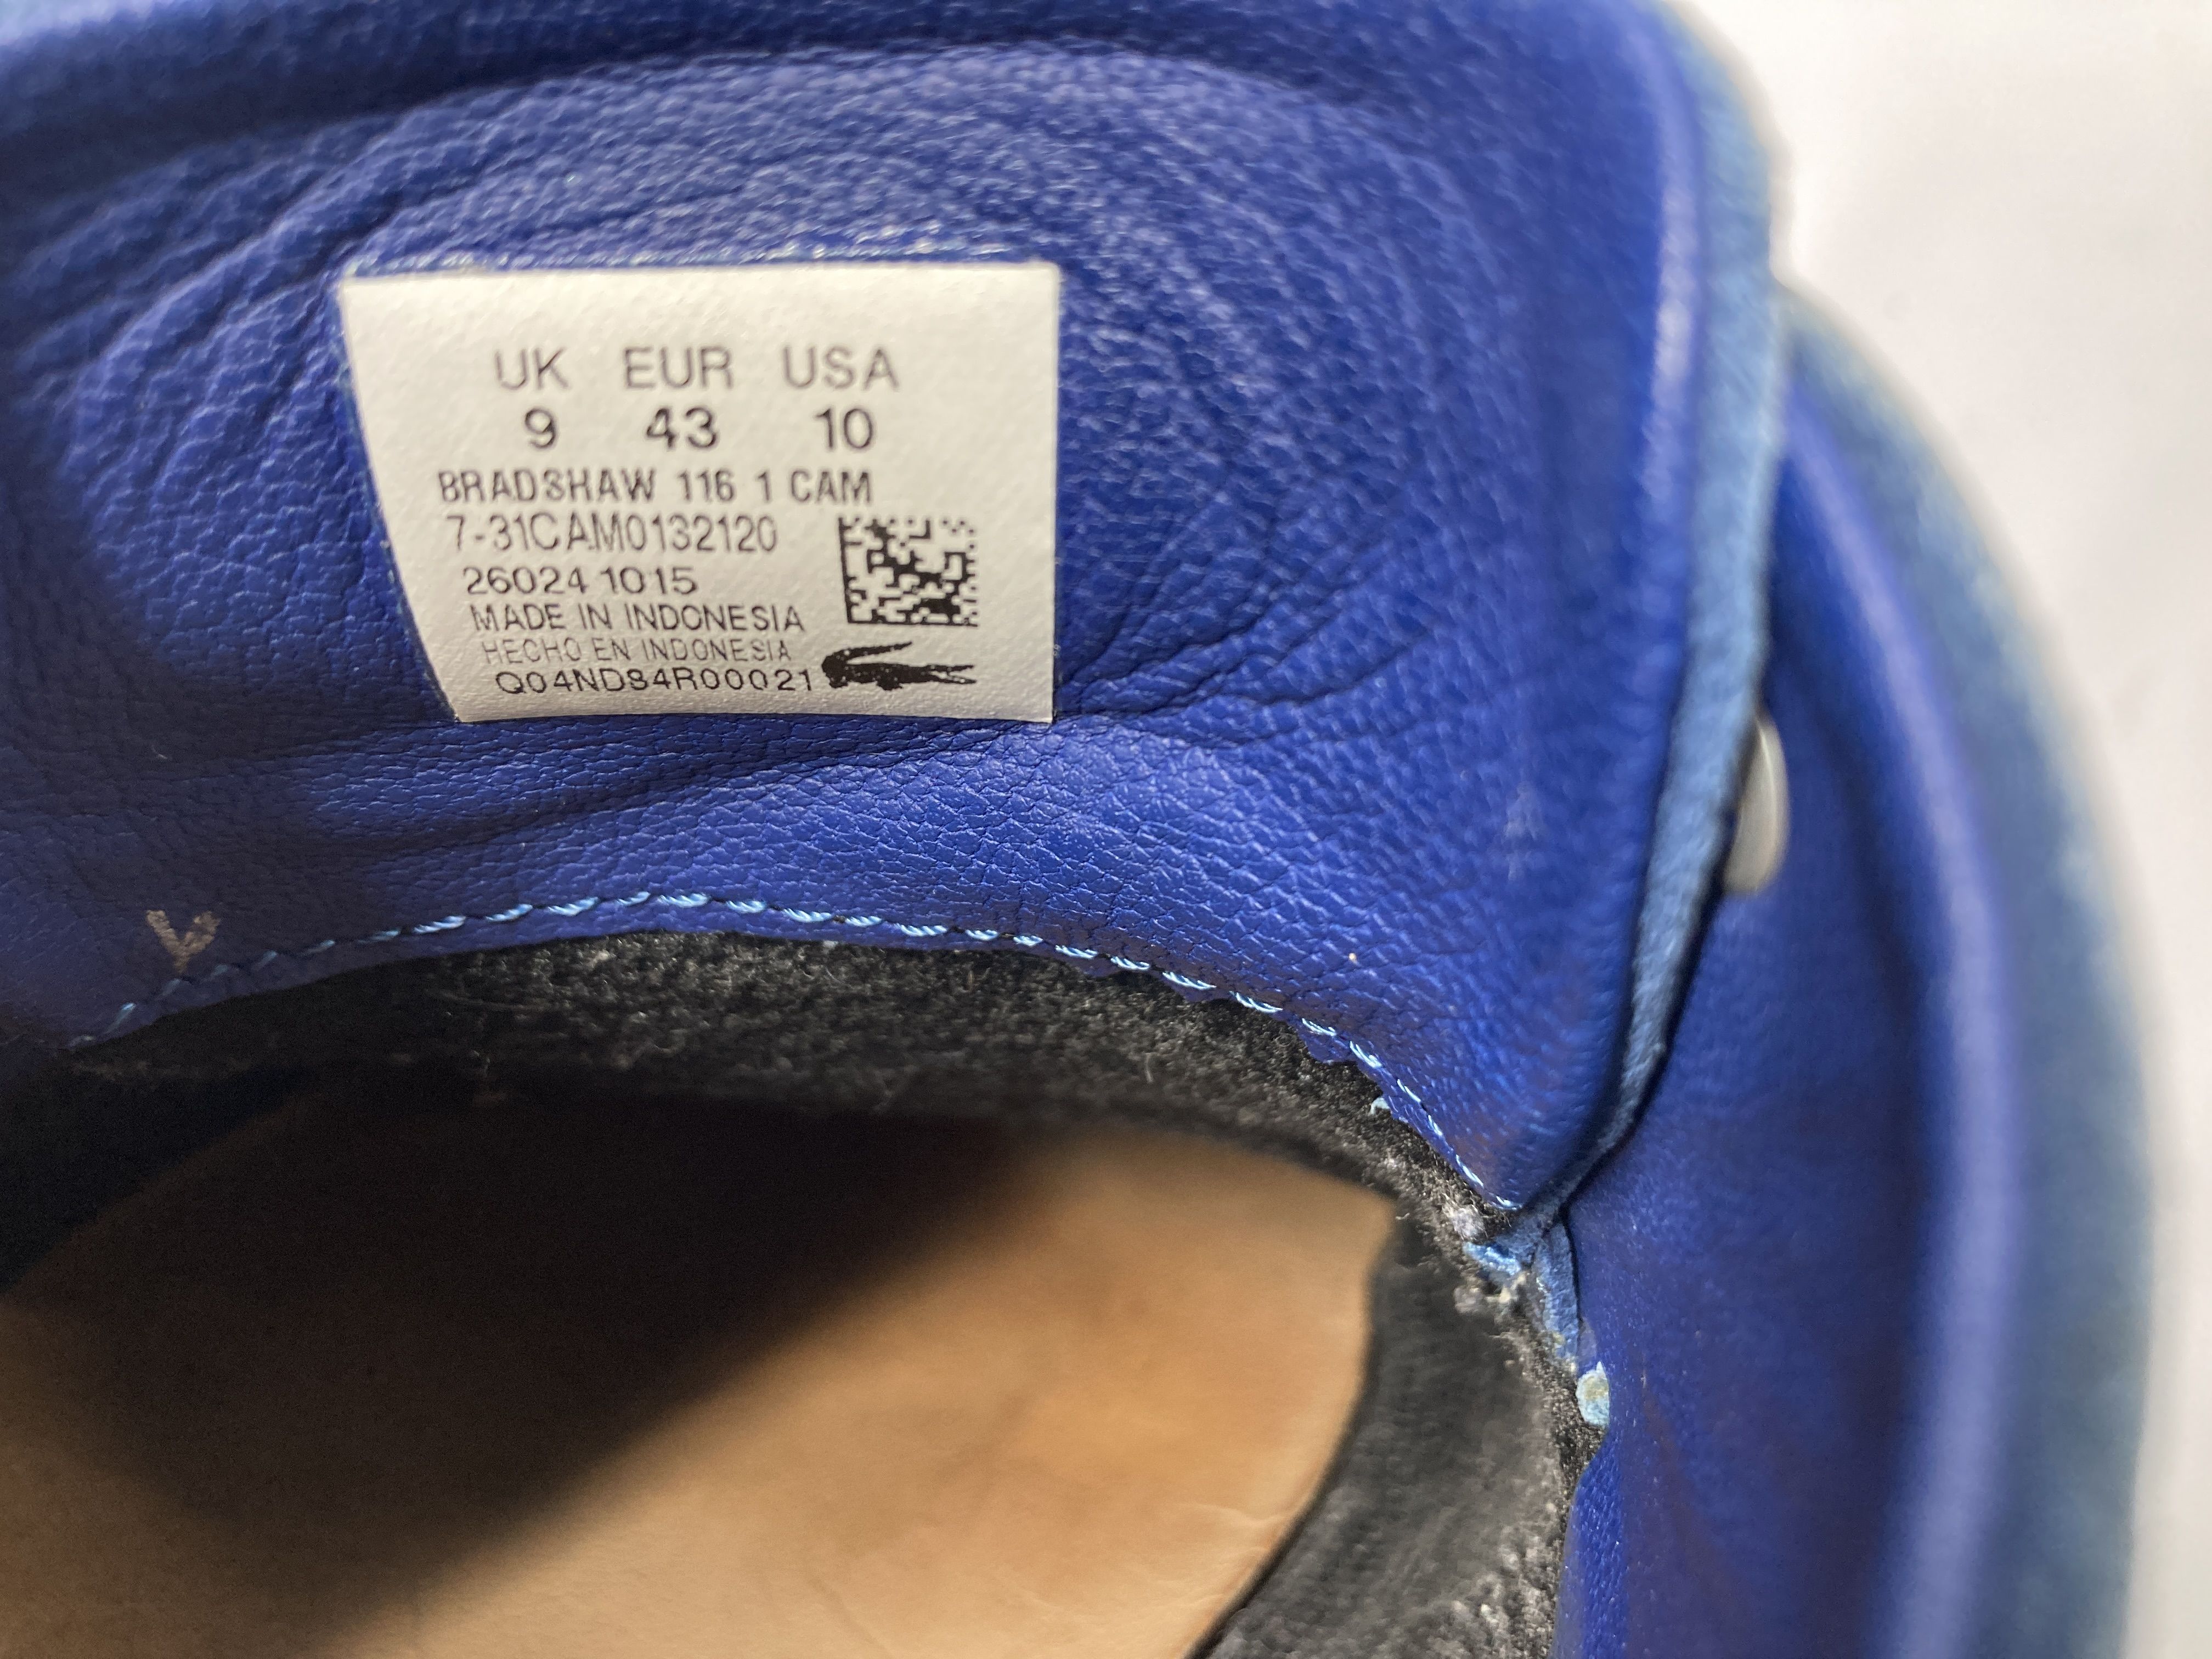 UK EUR USA
9 43 10
BRADSHAW 116 1 CAM
7-31CAM0132120
26024 1015
MADE IN INDONESIA
HECHO EN INDONESIA
Q04NDS4R00021